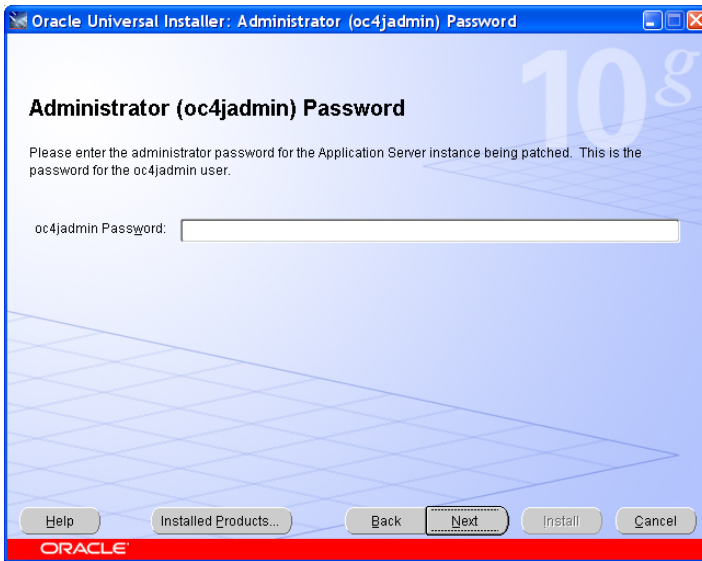 Oracle Universal Installer: Administrator (oc4jadmin) Password
10g
Administrator (oc4jadmin) Password
Please enter the administrator password for the Application Server instance being patched. This is the
password for the oc4jadmin user.
oc4jadmin Password:
Help Installed Products... Back Next Install Cancel
ORACLE